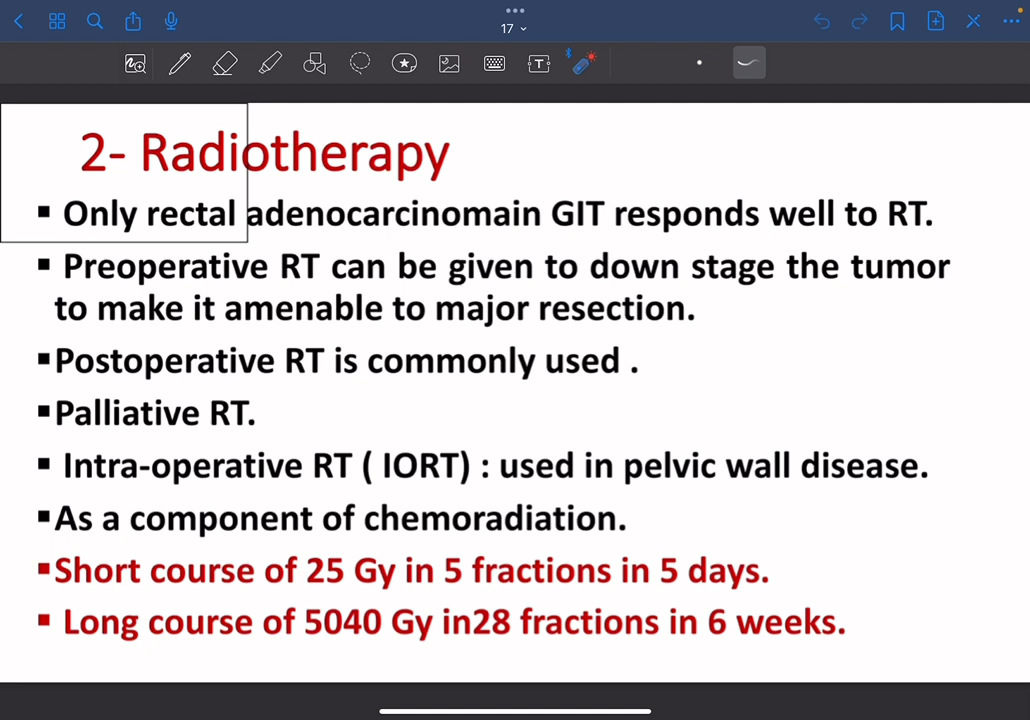 17
T
2- Radiotherapy
▪ Only rectal adenocarcinomain GIT responds well to RT.
▪ Preoperative RT can be given to down stage the tumor
to make it amenable to major resection.
▪Postoperative RT is commonly used .
▪Palliative RT.
▪ Intra-operative RT ( IORT) : used in pelvic wall disease.
▪As a component of chemoradiation.
▪Short course of 25 Gy in 5 fractions in 5 days.
▪ Long course of 5040 Gy in28 fractions in 6 weeks.